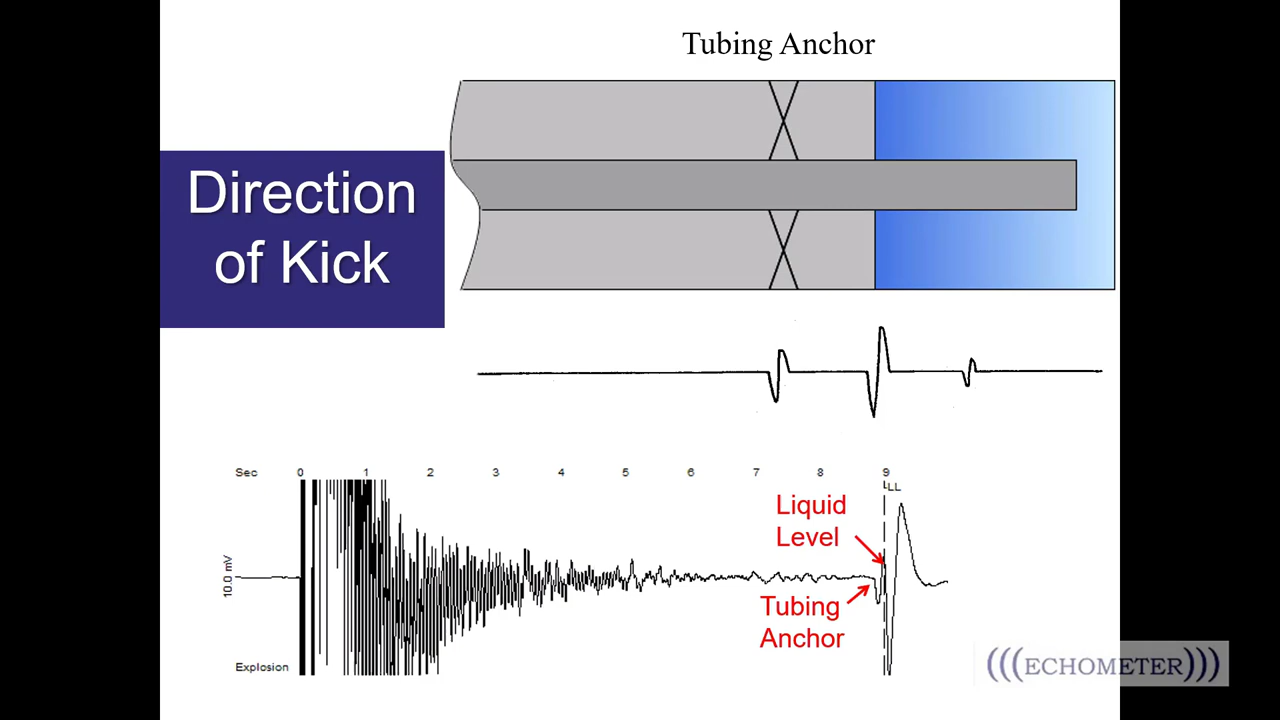 Tubing Anchor
Direction
of Kick
Sec 0 1 2 3 4 5 6 7 8 9
LL
Liquid
Level
10.0 mV
Tubing
Anchor
Explosion
(((ECHOMETER)))